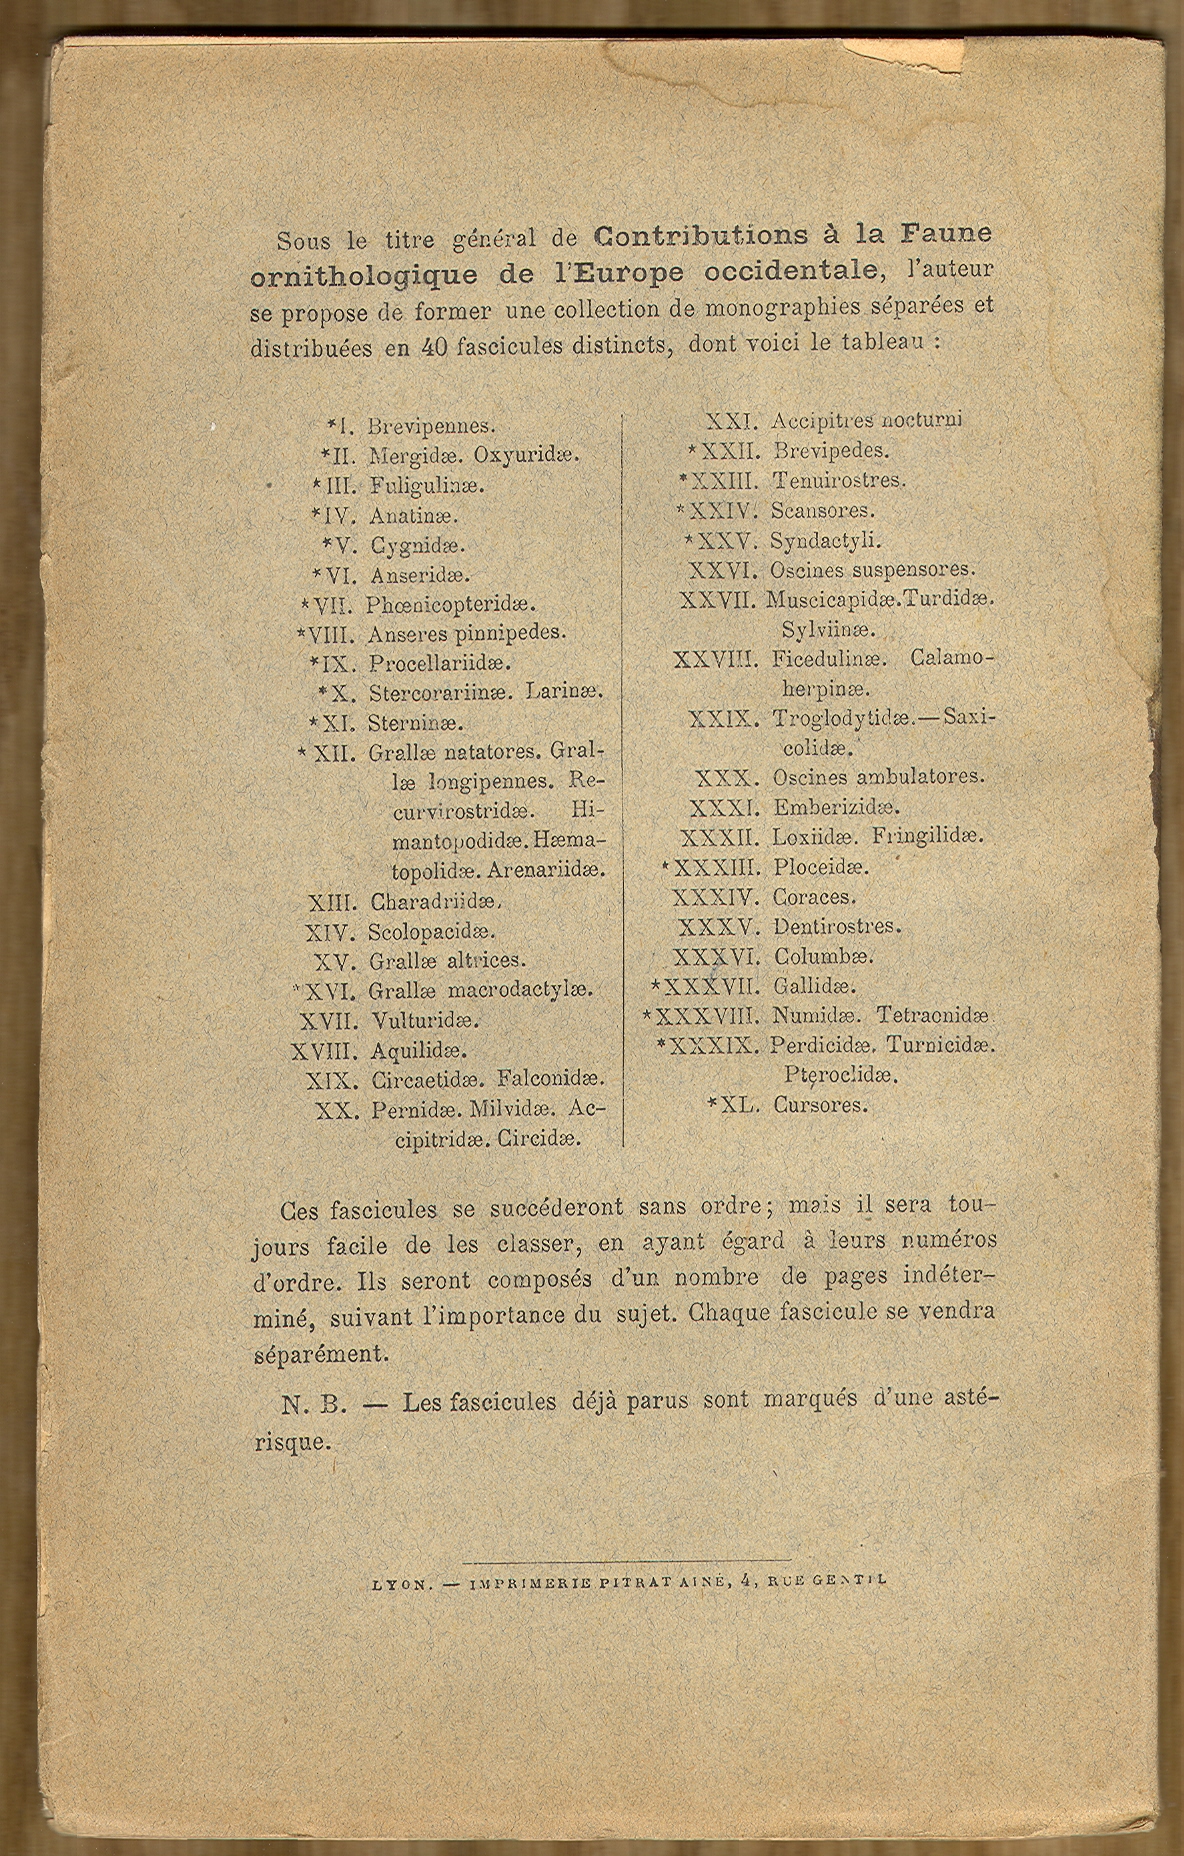 Sous le titre général de Contributions à la Faune
ornithologique de l'Europe occidentale, l'auteur
se propose de former une collection de monographies séparées et
distribuées en 40 fascicules distincts, dont voici le tableau :
*I. Brevipennes.
*II. Mergidæ. Oxyuridæ.
*III. Fuligulinæ.
*IV. Anatinæ.
*V. Cygnidæ.
*VI. Anseridæ.
*VII. Phœnicopteridæ.
*VIII. Anseres pinnipedes.
*IX. Procellariidæ.
*X. Stercorariinæ. Larinæ.
*XI. Sterninæ.
*XII. Grallæ natatores. Gral-
læ longipennes. Re-
curvirostridæ. Hi-
mantopodidæ. Hæma-
topolidæ. Arenariidæ.
XIII. Charadriidæ.
XIV. Scolopacidæ.
XV. Grallæ altrices.
*XVI. Grallæ macrodactylæ.
XVII. Vulturidæ.
XVIII. Aquilidæ.
XIX. Circaetidæ. Falconidæ.
XX. Pernidæ. Milvidæ. Ac-
cipitridæ. Circidæ.
XXI. Accipitres nocturni
*XXII. Brevipedes.
*XXIII. Tenuirostres.
*XXIV. Scansores.
*XXV. Syndactyli.
XXVI. Oscines suspensores.
XXVII. Muscicapidæ. Turdidæ.
Sylviinæ.
XXVIII. Ficedulinæ. Calamo-
herpinæ.
XXIX. Troglodytidæ. — Saxi-
colidæ.
XXX. Oscines ambulatores.
XXXI. Emberizidæ.
XXXII. Loxiidæ. Fringilidæ.
*XXXIII. Ploceidæ.
XXXIV. Coraces.
XXXV. Dentirostres.
XXXVI. Columbæ.
*XXXVII. Gallidæ.
*XXXVIII. Numidæ. Tetraonidæ
*XXXIX. Perdicidæ. Turnicidæ.
Pteroclidæ.
*XL. Cursores.
Ces fascicules se succéderont sans ordre; mais il sera tou-
jours facile de les classer, en ayant égard à leurs numéros
d'ordre. Ils seront composés d'un nombre de pages indéter-
miné, suivant l'importance du sujet. Chaque fascicule se vendra
séparément.
N. B. — Les fascicules déjà parus sont marqués d'une asté-
risque.
LYON. — IMPRIMERIE PITRAT AINÉ, 4, RUE GENTIL